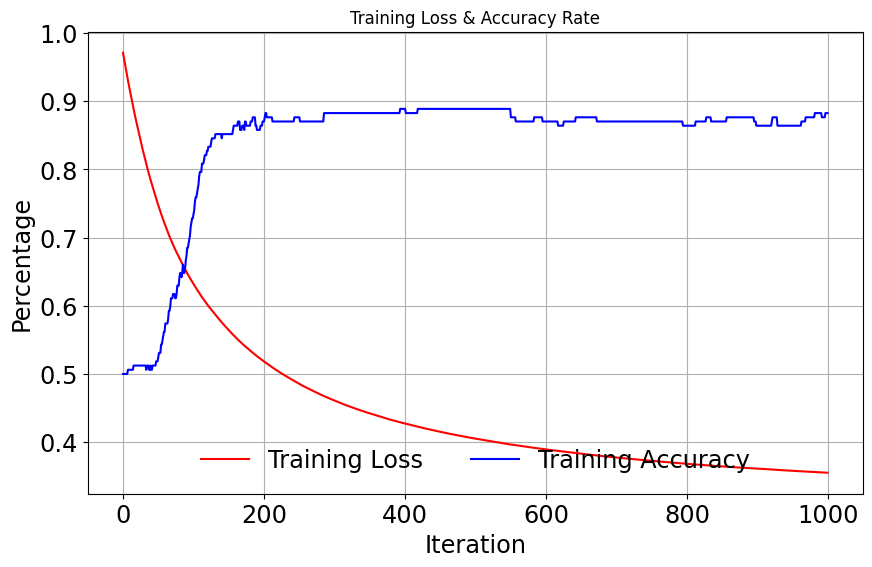 Training Loss & Accuracy Rate
1.0
0.9
0.8
0.7
0.6
0.5
0.4
Percentage
Training Loss
Training Accuracy
0 200 400 600 800 1000
Iteration